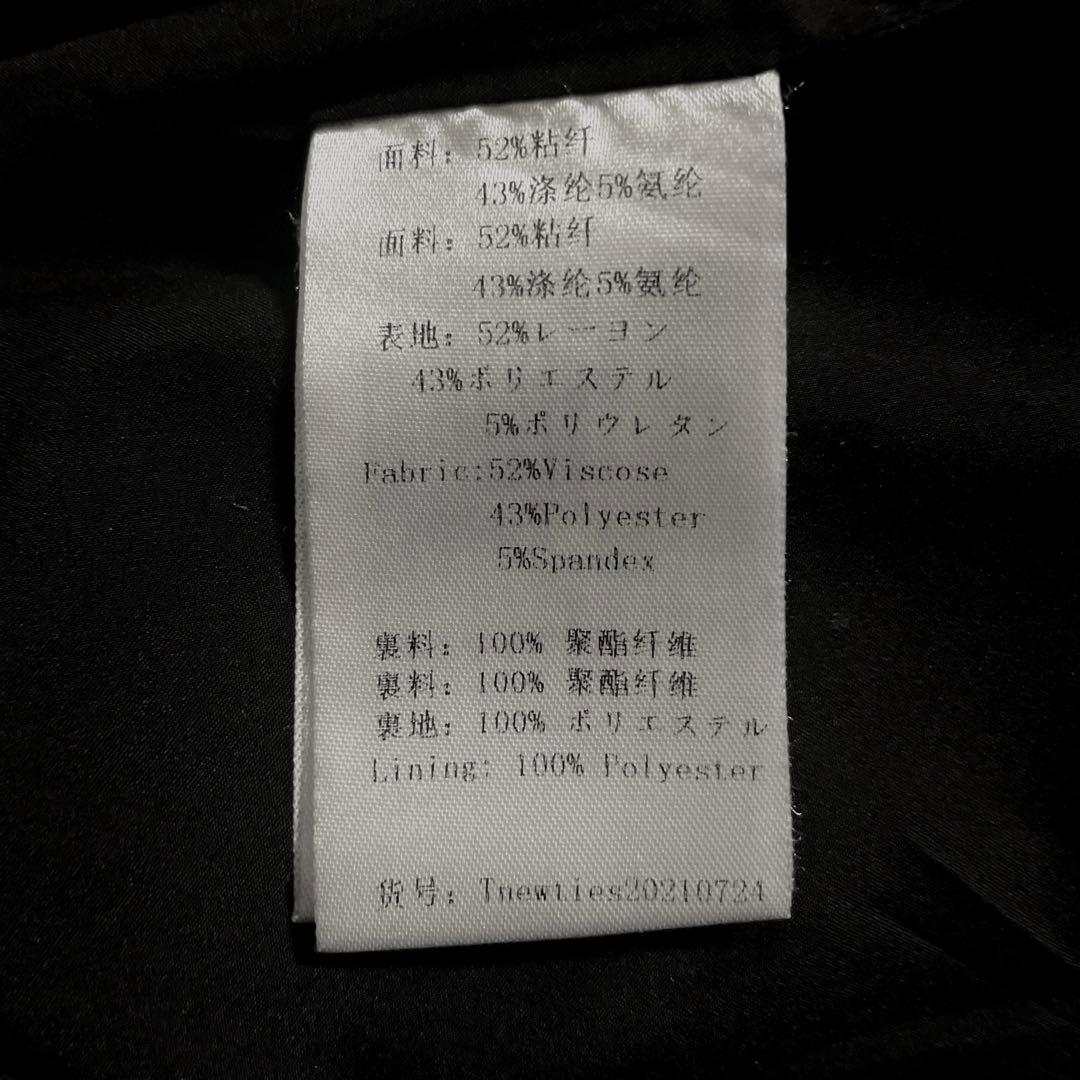 面料：52%粘纤
43%涤纶5%氨纶
面料：52%粘纤
43%涤纶5%氨纶
表地：52%レーヨン
43%ポリエステル
5%ポリウレタン
Fabric:52%Viscose
43%Polyester
5%Spandex
裏料：100% 聚酯纤维
裏料：100% 聚酯纤维
裏地：100% ポリエステル
Lining: 100% Polyester
货号：Tnewties20210724